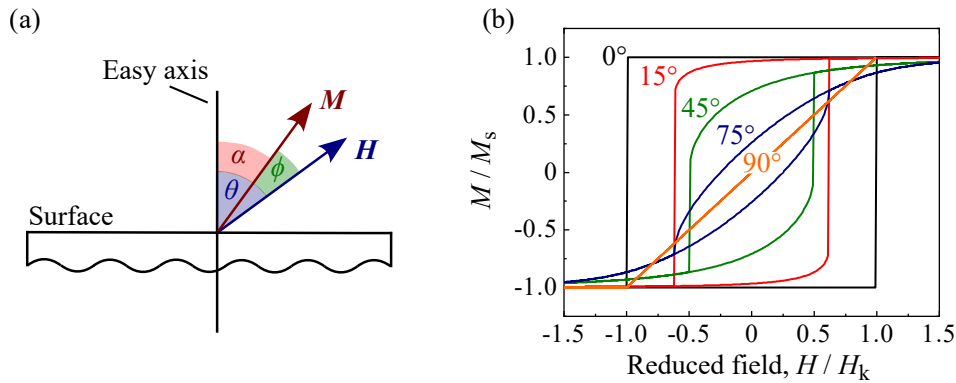 (a)
Easy axis
M
H
α
ϕ
θ
Surface
(b)
0°
15°
45°
75°
90°
1.0
0.5
0
-0.5
-1.0
M / Ms
-1.5 -1.0 -0.5 0 0.5 1.0 1.5
Reduced field, H / Hk